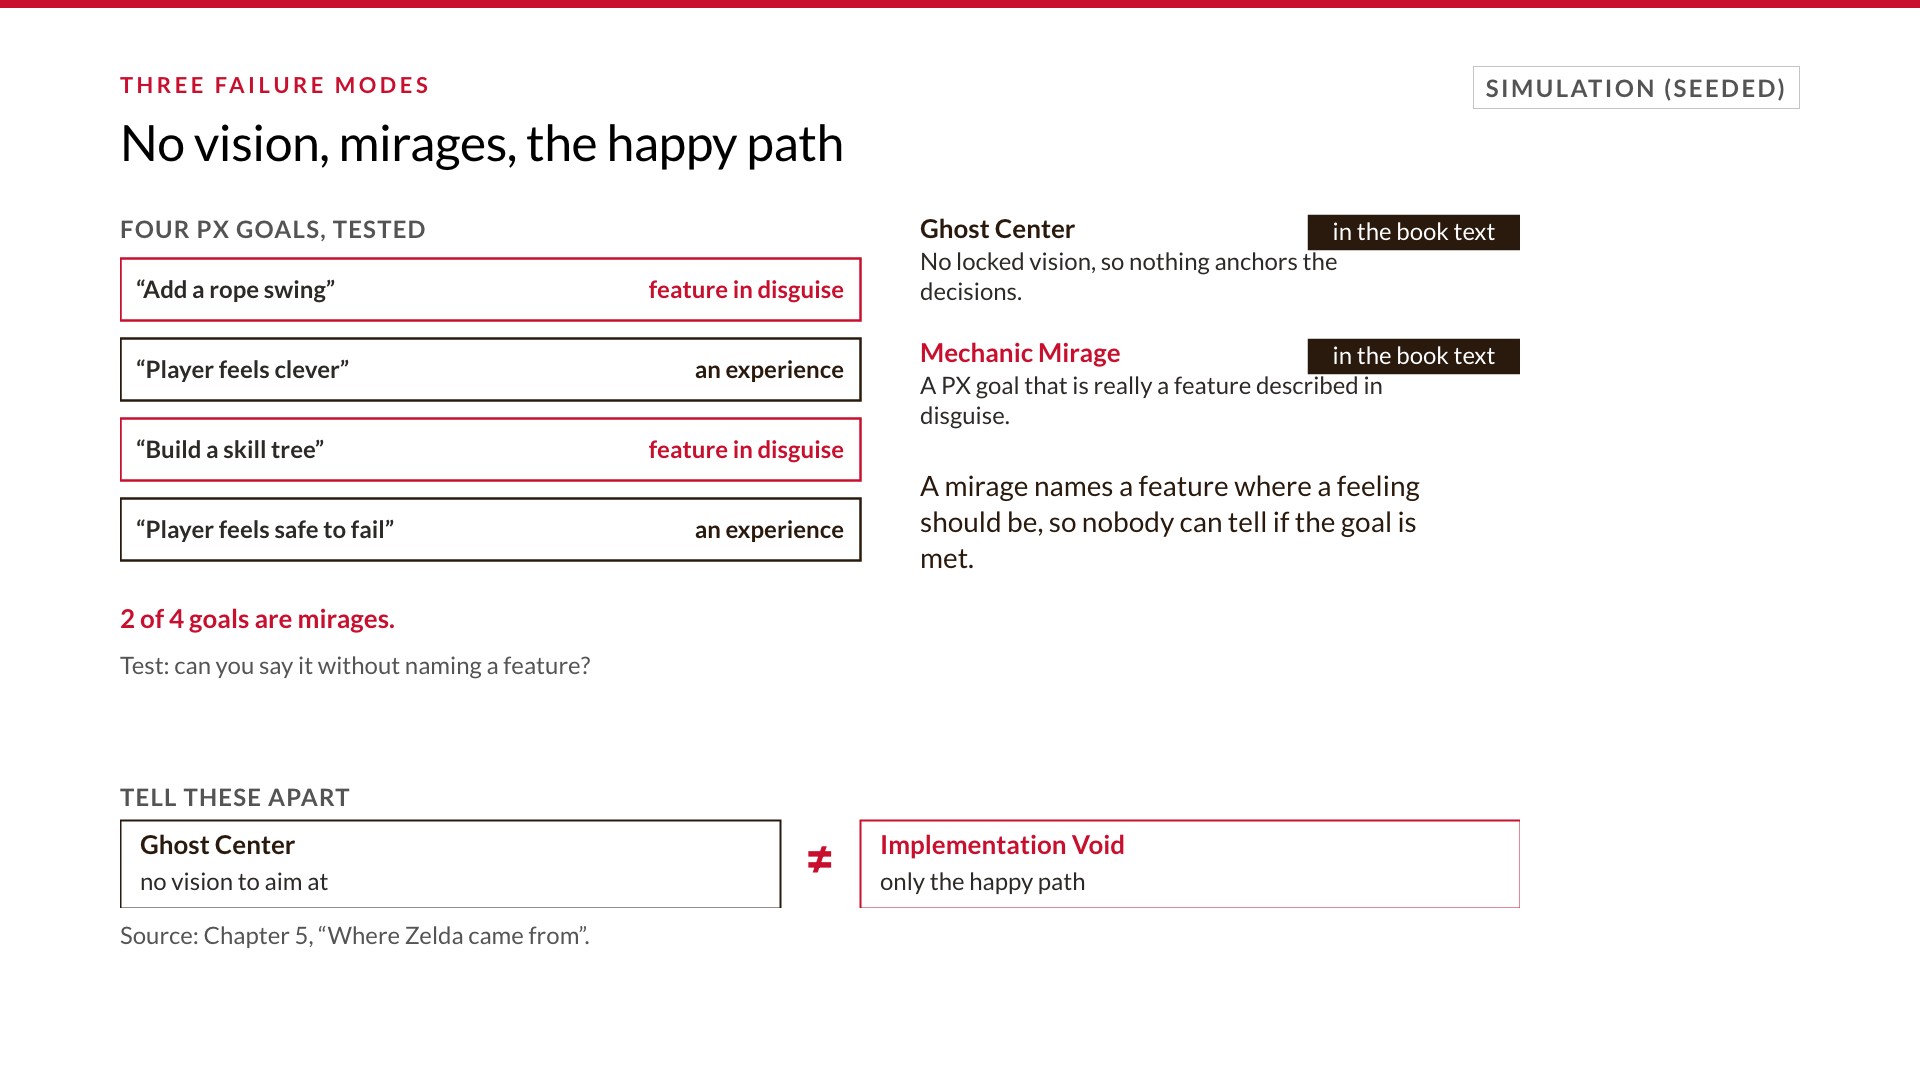 THREE FAILURE MODES
SIMULATION (SEEDED)
No vision, mirages, the happy path
FOUR PX GOALS, TESTED
“Add a rope swing” feature in disguise
“Player feels clever” an experience
“Build a skill tree” feature in disguise
“Player feels safe to fail” an experience
2 of 4 goals are mirages.
Test: can you say it without naming a feature?
Ghost Center in the book text
No locked vision, so nothing anchors the
decisions.
Mechanic Mirage in the book text
A PX goal that is really a feature described in
disguise.
A mirage names a feature where a feeling
should be, so nobody can tell if the goal is
met.
TELL THESE APART
Ghost Center
no vision to aim at
≠
Implementation Void
only the happy path
Source: Chapter 5, “Where Zelda came from”.